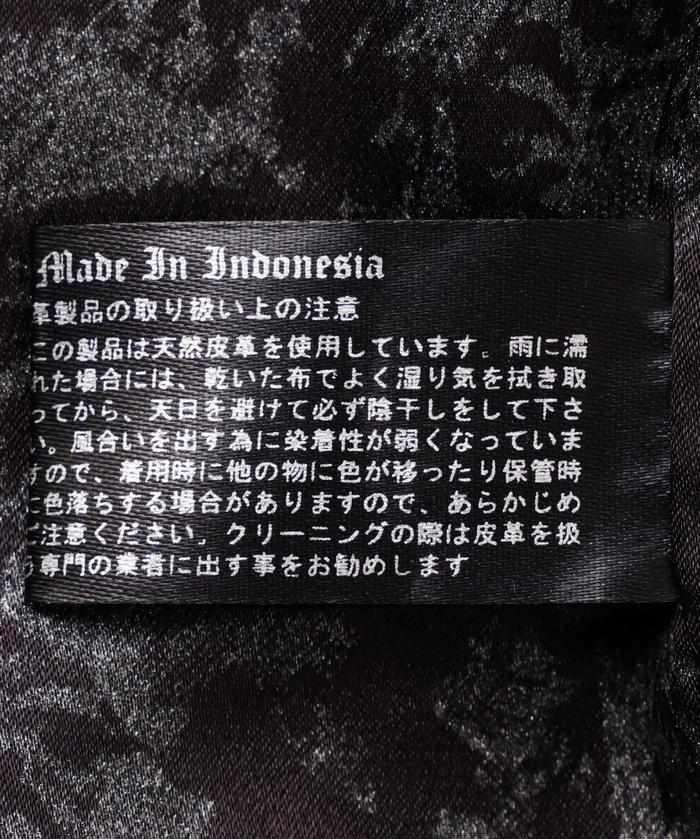 Made In Indonesia
革製品の取り扱い上の注意
この製品は天然皮革を使用しています。雨に濡
れた場合には、乾いた布でよく湿り気を拭き取
ってから、天日を避けて必ず陰干しをして下さ
い。風合いを出す為に染着性が弱くなっていま
すので、着用時に他の物に色が移ったり保管時
に色落ちする場合がありますので、あらかじめ
ご注意ください。クリーニングの際は皮革を扱
う専門の業者に出す事をお勧めします